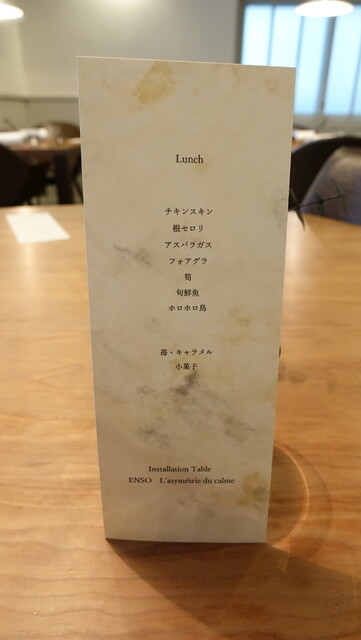 Lunch
チキンスキン
根セロリ
アスパラガス
フォアグラ
筍
旬鮮魚
ホロホロ鳥
苺・キャラメル
小菓子
Installation Table
ENSO L'asymétrie du calme